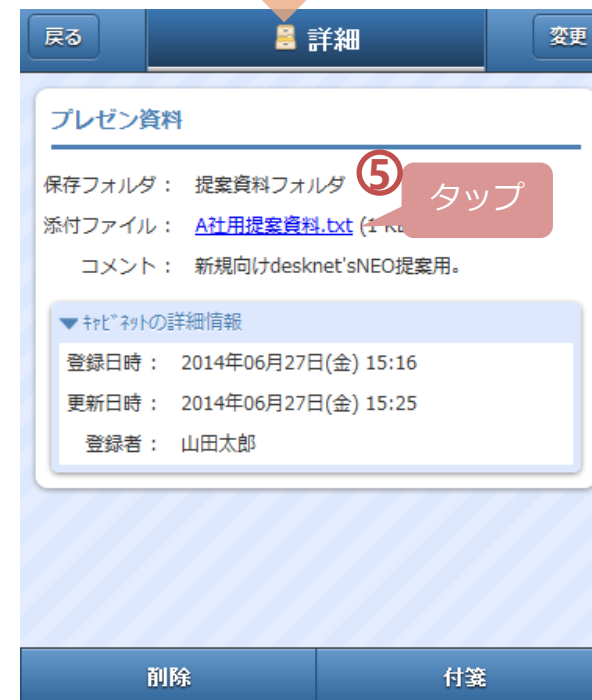 戻る
詳細
変更
プレゼン資料
保存フォルダ： 提案資料フォルダ
⑤
タップ
添付ファイル： A社用提案資料.txt (1 KB
コメント： 新規向けdesknet'sNEO提案用。
▼ｷｬﾋﾞﾈｯﾄの詳細情報
登録日時： 2014年06月27日(金) 15:16
更新日時： 2014年06月27日(金) 15:25
登録者： 山田太郎
削除
付箋